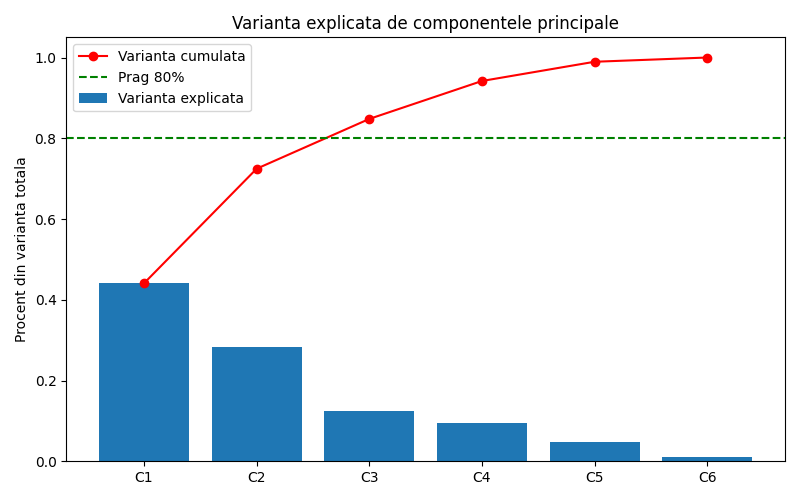 Varianta explicata de componentele principale
Varianta cumulata
Prag 80%
Varianta explicata
Procent din varianta totala
1.0
0.8
0.6
0.4
0.2
0.0
C1 C2 C3 C4 C5 C6